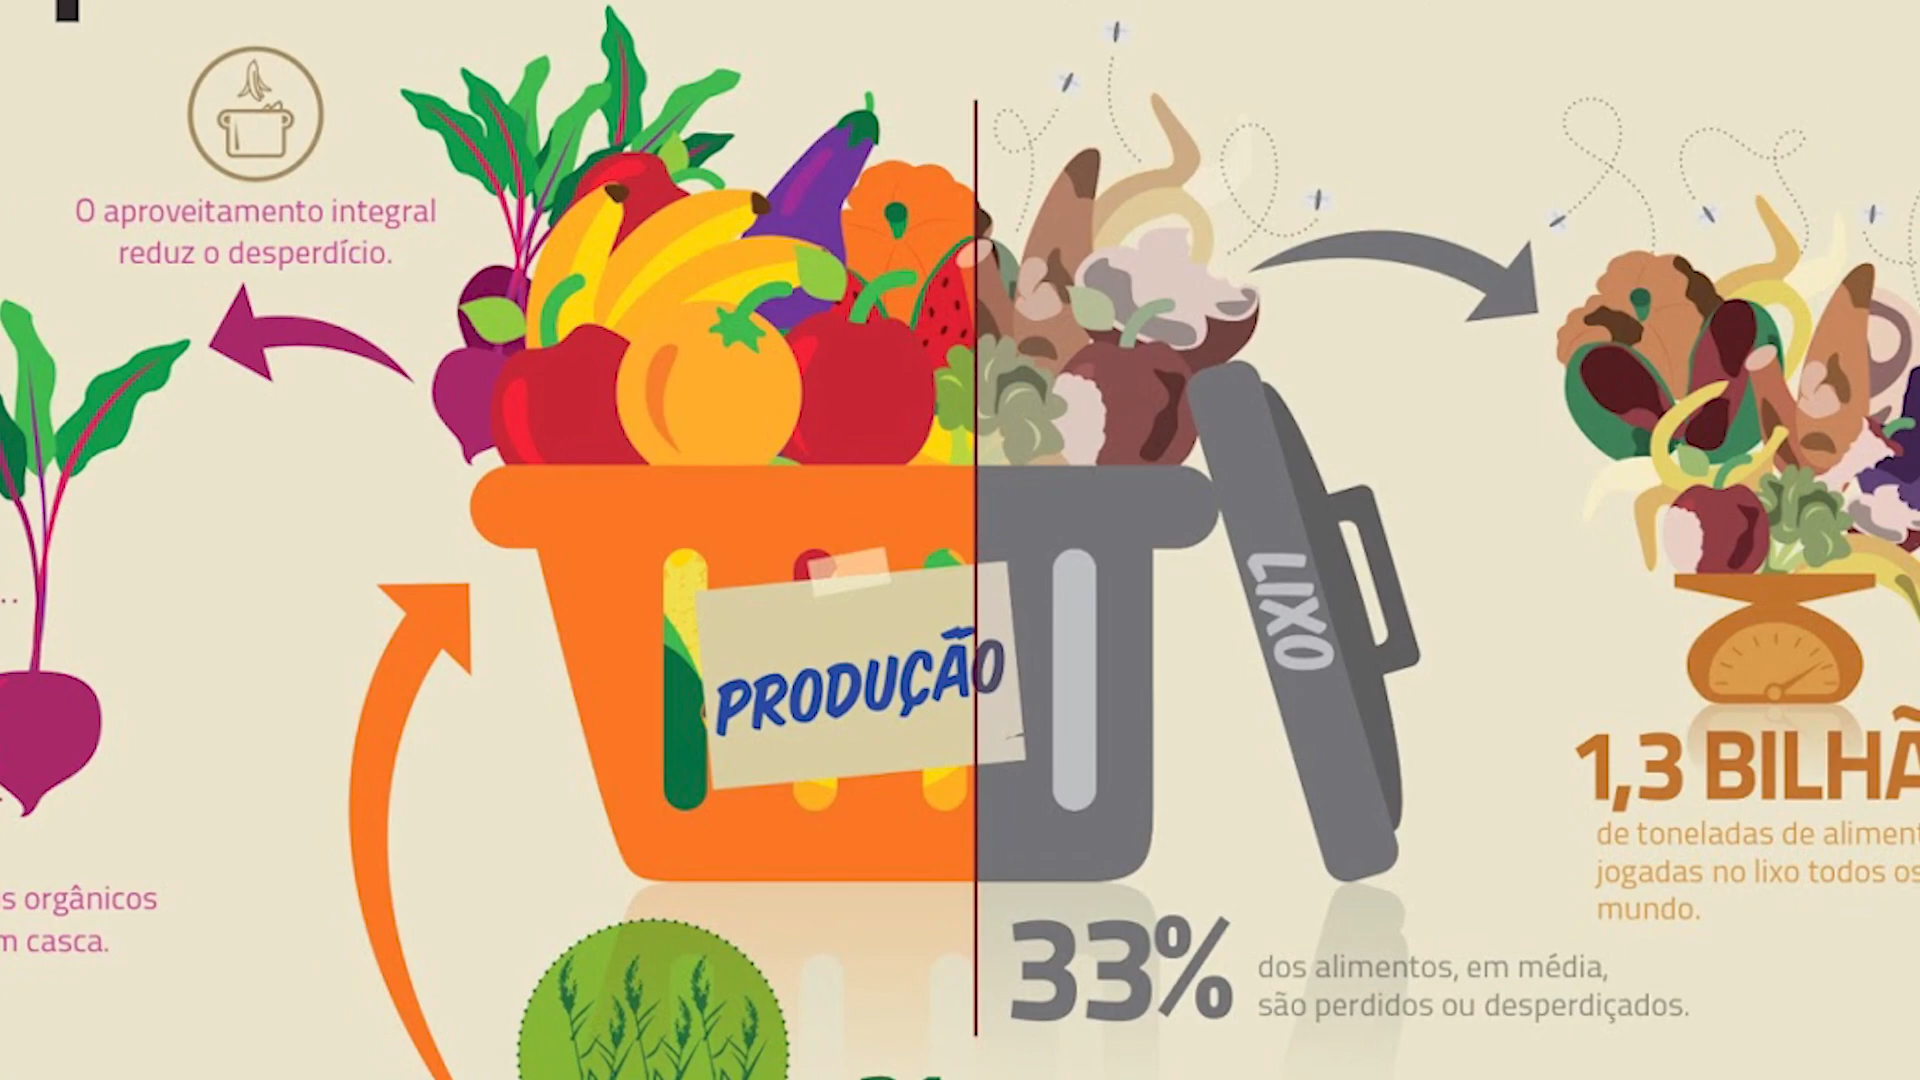 O aproveitamento integral
reduz o desperdício.
PRODUÇÃO
LIXO
1,3
de toneladas de
jogadas no lixo todos
mundo.
orgânicos
casca.
33%
dos alimentos, em média,
são perdidos ou desperdiçados.